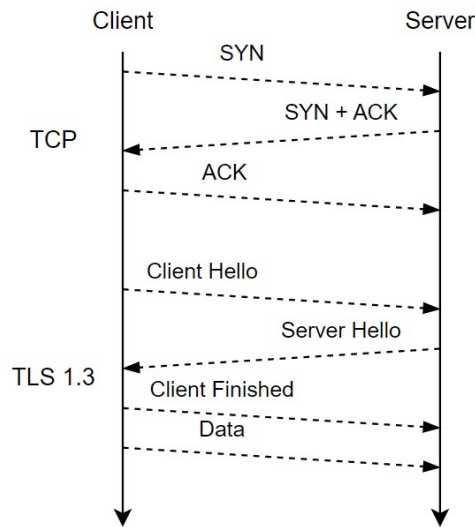 Client
Server
SYN
SYN + ACK
TCP
ACK
Client Hello
Server Hello
TLS 1.3
Client Finished
Data